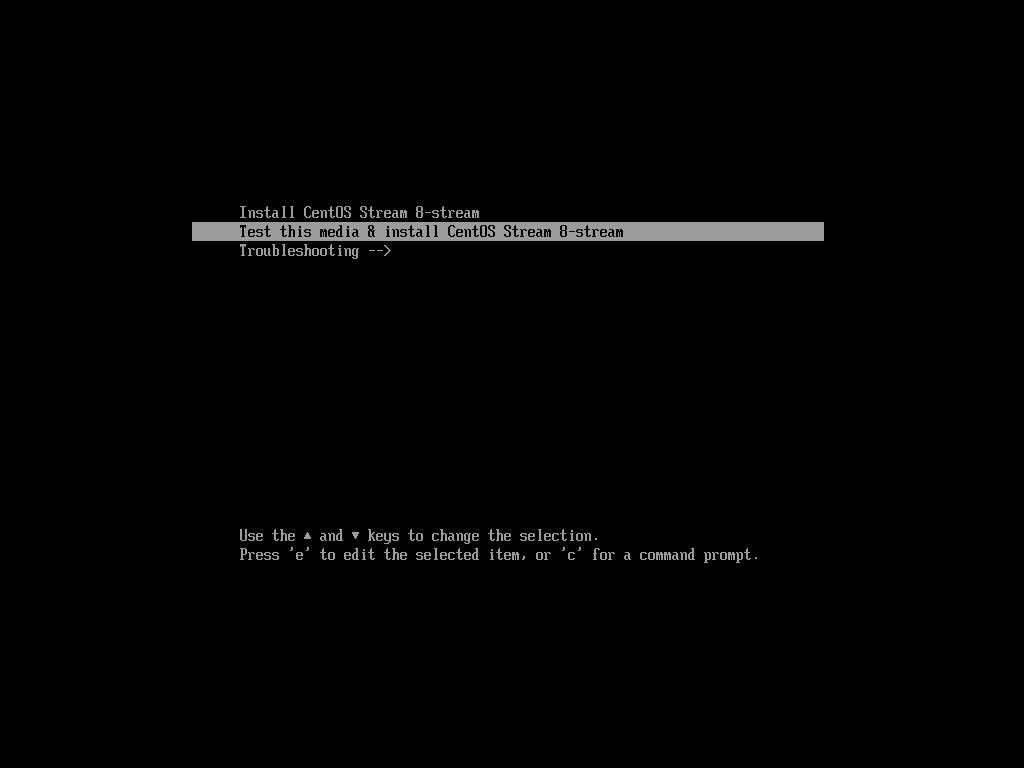 Install CentOS Stream 8-stream
Test this media & install CentOS Stream 8-stream
Troubleshooting -->
Use the ▲ and ▼ keys to change the selection.
Press 'e' to edit the selected item, or 'c' for a command prompt.